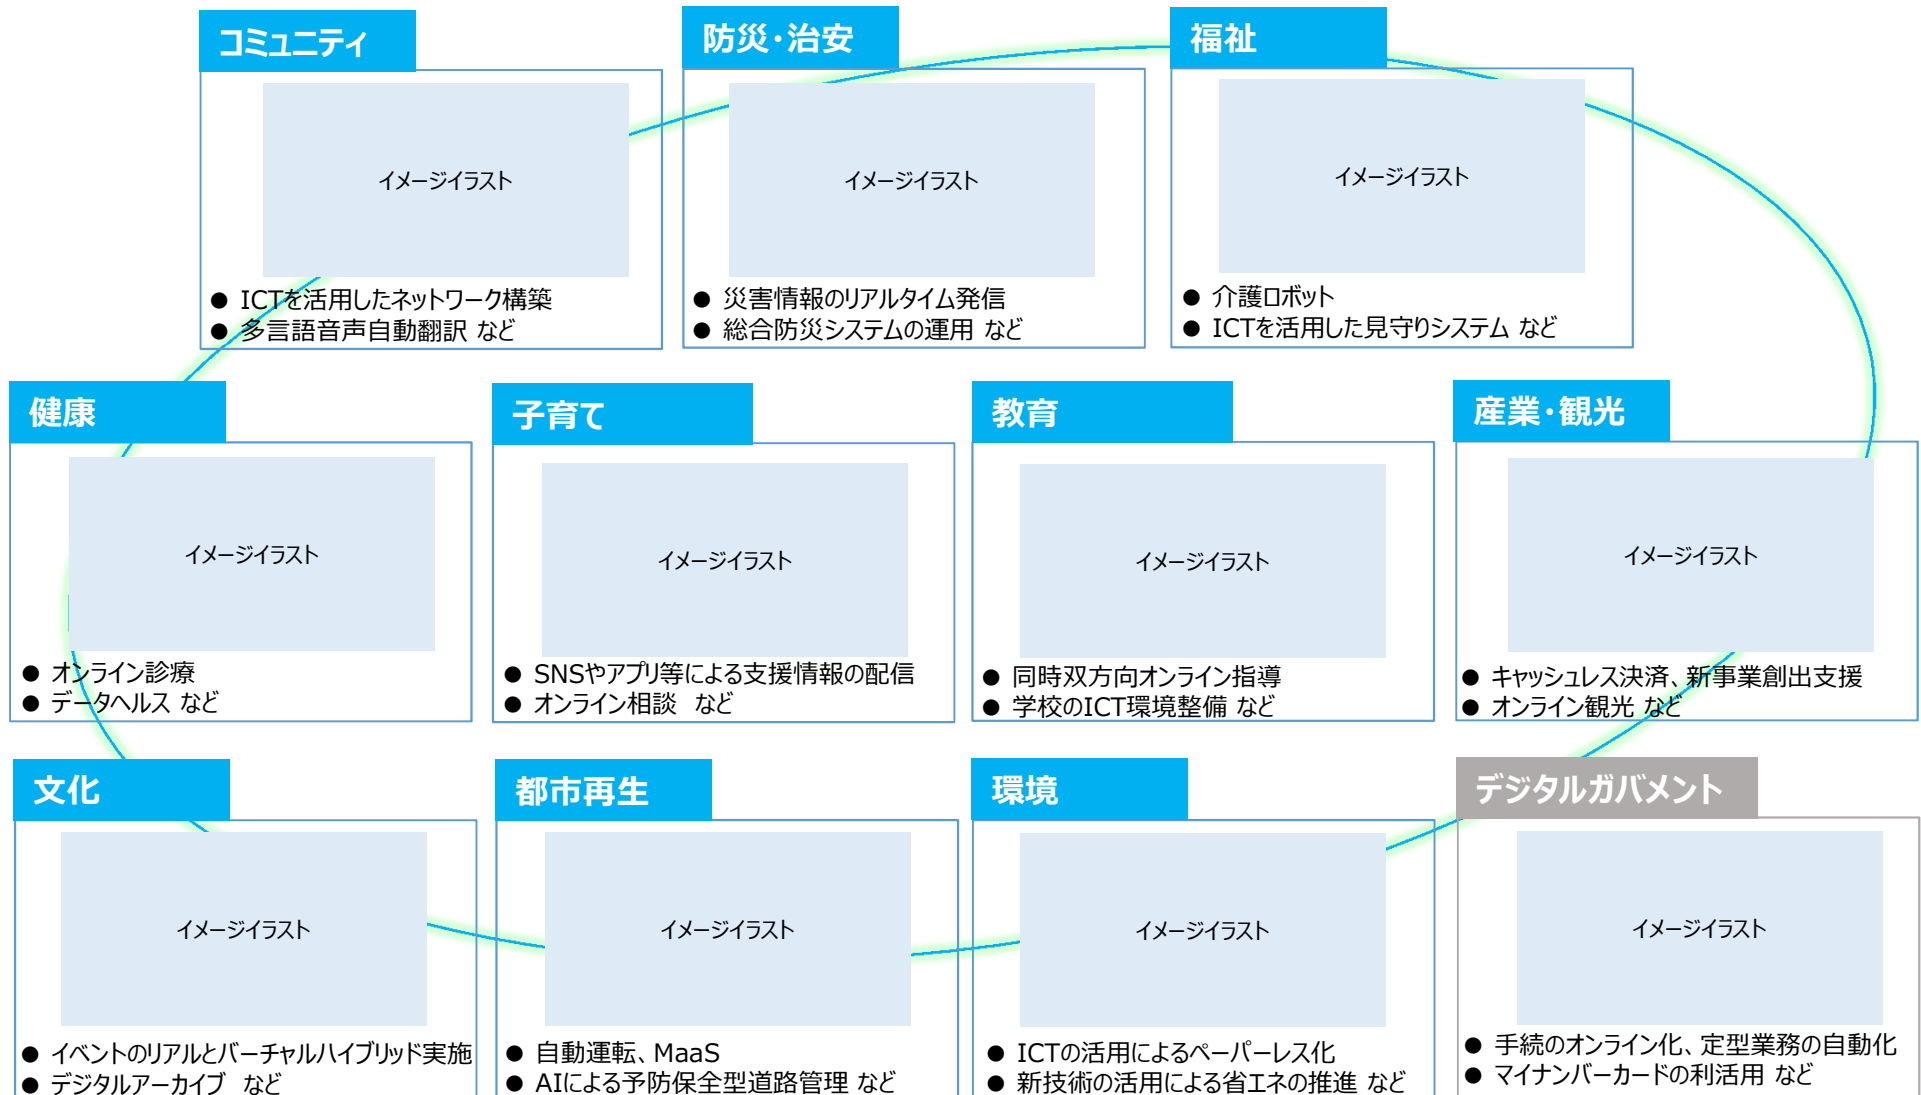 コミュニティ
イメージイラスト
● ICTを活用したネットワーク構築
● 多言語音声自動翻訳 など
防災・治安
イメージイラスト
● 災害情報のリアルタイム発信
● 総合防災システムの運用 など
福祉
イメージイラスト
● 介護ロボット
● ICTを活用した見守りシステム など
健康
イメージイラスト
● オンライン診療
● データヘルス など
子育て
イメージイラスト
● SNSやアプリ等による支援情報の配信
● オンライン相談 など
教育
イメージイラスト
● 同時双方向オンライン指導
● 学校のICT環境整備 など
産業・観光
イメージイラスト
● キャッシュレス決済、新事業創出支援
● オンライン観光 など
文化
イメージイラスト
● イベントのリアルとバーチャルハイブリッド実施
● デジタルアーカイブ など
都市再生
イメージイラスト
● 自動運転、MaaS
● AIによる予防保全型道路管理 など
環境
イメージイラスト
● ICTの活用によるペーパーレス化
● 新技術の活用による省エネの推進 など
デジタルガバメント
イメージイラスト
● 手続のオンライン化、定型業務の自動化
● マイナンバーカードの利活用 など